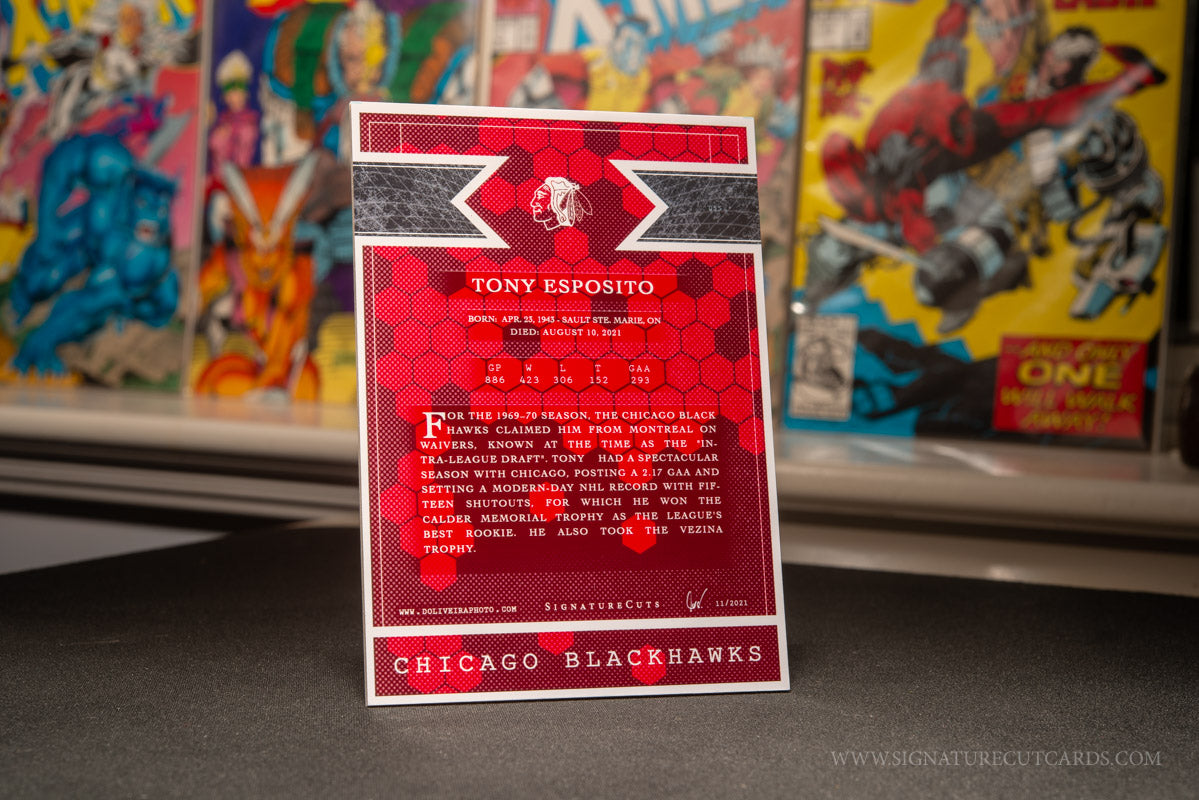 TONY ESPOSITO
BORN: APR. 23, 1943 - SAULT STE. MARIE, ON
DIED: AUGUST 10, 2021
GP W L T GAA
886 423 306 152 293
FOR THE 1969–70 SEASON, THE CHICAGO BLACK
HAWKS CLAIMED HIM FROM MONTREAL ON
WAIVERS, KNOWN AT THE TIME AS THE "IN-
TRA-LEAGUE DRAFT". TONY HAD A SPECTACULAR
SEASON WITH CHICAGO, POSTING A 2.17 GAA AND
SETTING A MODERN-DAY NHL RECORD WITH FIF-
TEEN SHUTOUTS, FOR WHICH HE WON THE
CALDER MEMORIAL TROPHY AS THE LEAGUE'S
BEST ROOKIE. HE ALSO TOOK THE VEZINA
TROPHY.
WWW.DOLIVEIRAPHOTO.COM SIGNATURECUTS 11/2021
CHICAGO BLACKHAWKS
...AND ONLY
ONE
WILL WALK
AWAY!
WWW.SIGNATURECUTCARDS.COM